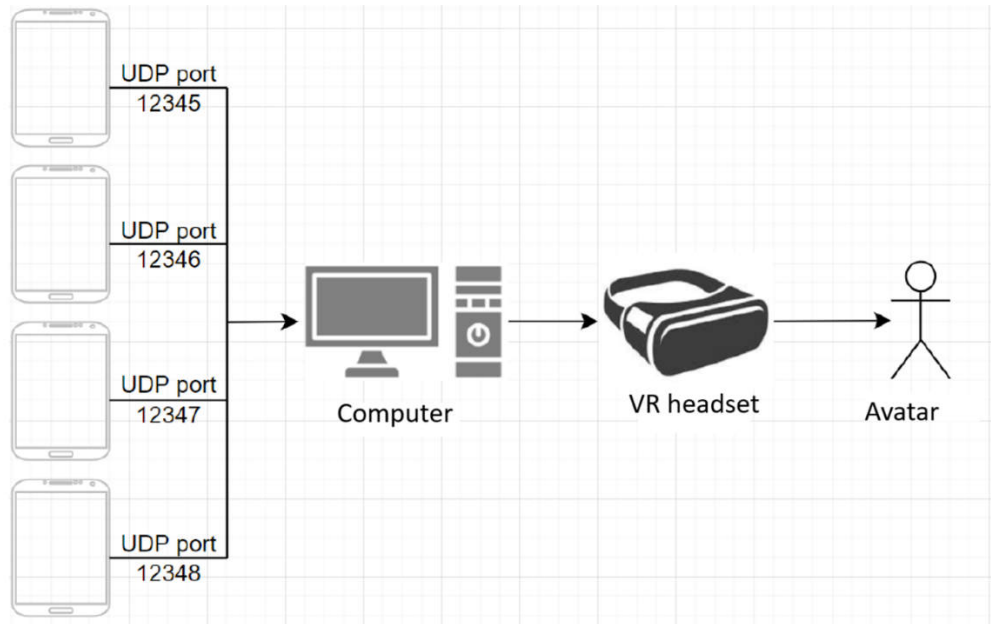 UDP port
12345
UDP port
12346
UDP port
12347
UDP port
12348
Computer
VR headset
Avatar